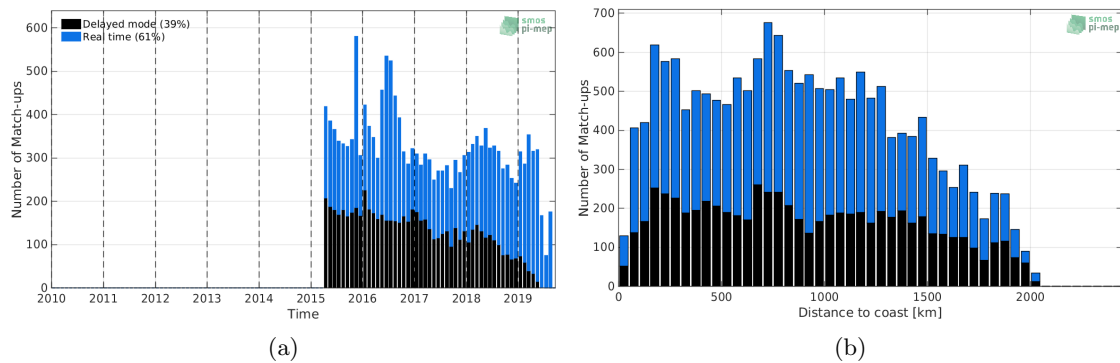 Delayed mode (39%)
Real time (61%)
smos
pi-mep
Number of Match-ups
600
500
400
300
200
100
0
2010 2011 2012 2013 2014 2015 2016 2017 2018 2019
Time
(a)
smos
pi-mep
Number of Match-ups
700
600
500
400
300
200
100
0
0 500 1000 1500 2000
Distance to coast [km]
(b)